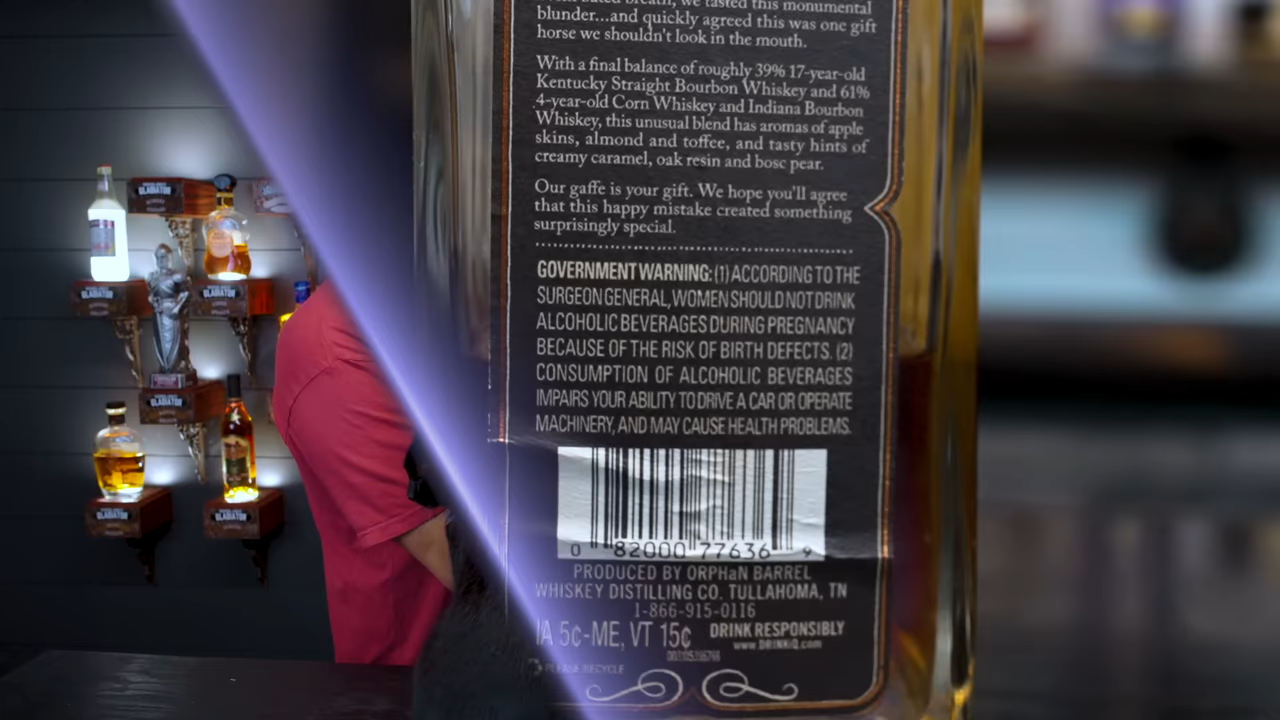 breath, we tasted this monumental
blunder...and quickly agreed this was one gift
horse we shouldn't look in the mouth.
With a final balance of roughly 39% 17-year-old
Kentucky Straight Bourbon Whiskey and 61%
4-year-old Corn Whiskey and Indiana Bourbon
Whiskey, this unusual blend has aromas of apple
skins, almond and toffee, and tasty hints of
creamy caramel, oak resin and bosc pear.
Our gaffe is your gift. We hope you'll agree
that this happy mistake created something
surprisingly special.
GOVERNMENT WARNING: (1) ACCORDING TO THE
SURGEON GENERAL, WOMEN SHOULD NOT DRINK
ALCOHOLIC BEVERAGES DURING PREGNANCY
BECAUSE OF THE RISK OF BIRTH DEFECTS. (2)
CONSUMPTION OF ALCOHOLIC BEVERAGES
IMPAIRS YOUR ABILITY TO DRIVE A CAR OR OPERATE
MACHINERY, AND MAY CAUSE HEALTH PROBLEMS.
0 82000 77636 9
PRODUCED BY ORPHaN BARREL
WHISKEY DISTILLING CO. TULLAHOMA, TN
1-866-915-0116
IA 5¢-ME, VT 15¢ DRINK RESPONSIBLY
www.DRINKiQ.com
PLEASE RECYCLE
GLADIATOR
GLADIATOR
GLADIATOR
GLADIATOR
GLADIATOR
GLADIATOR